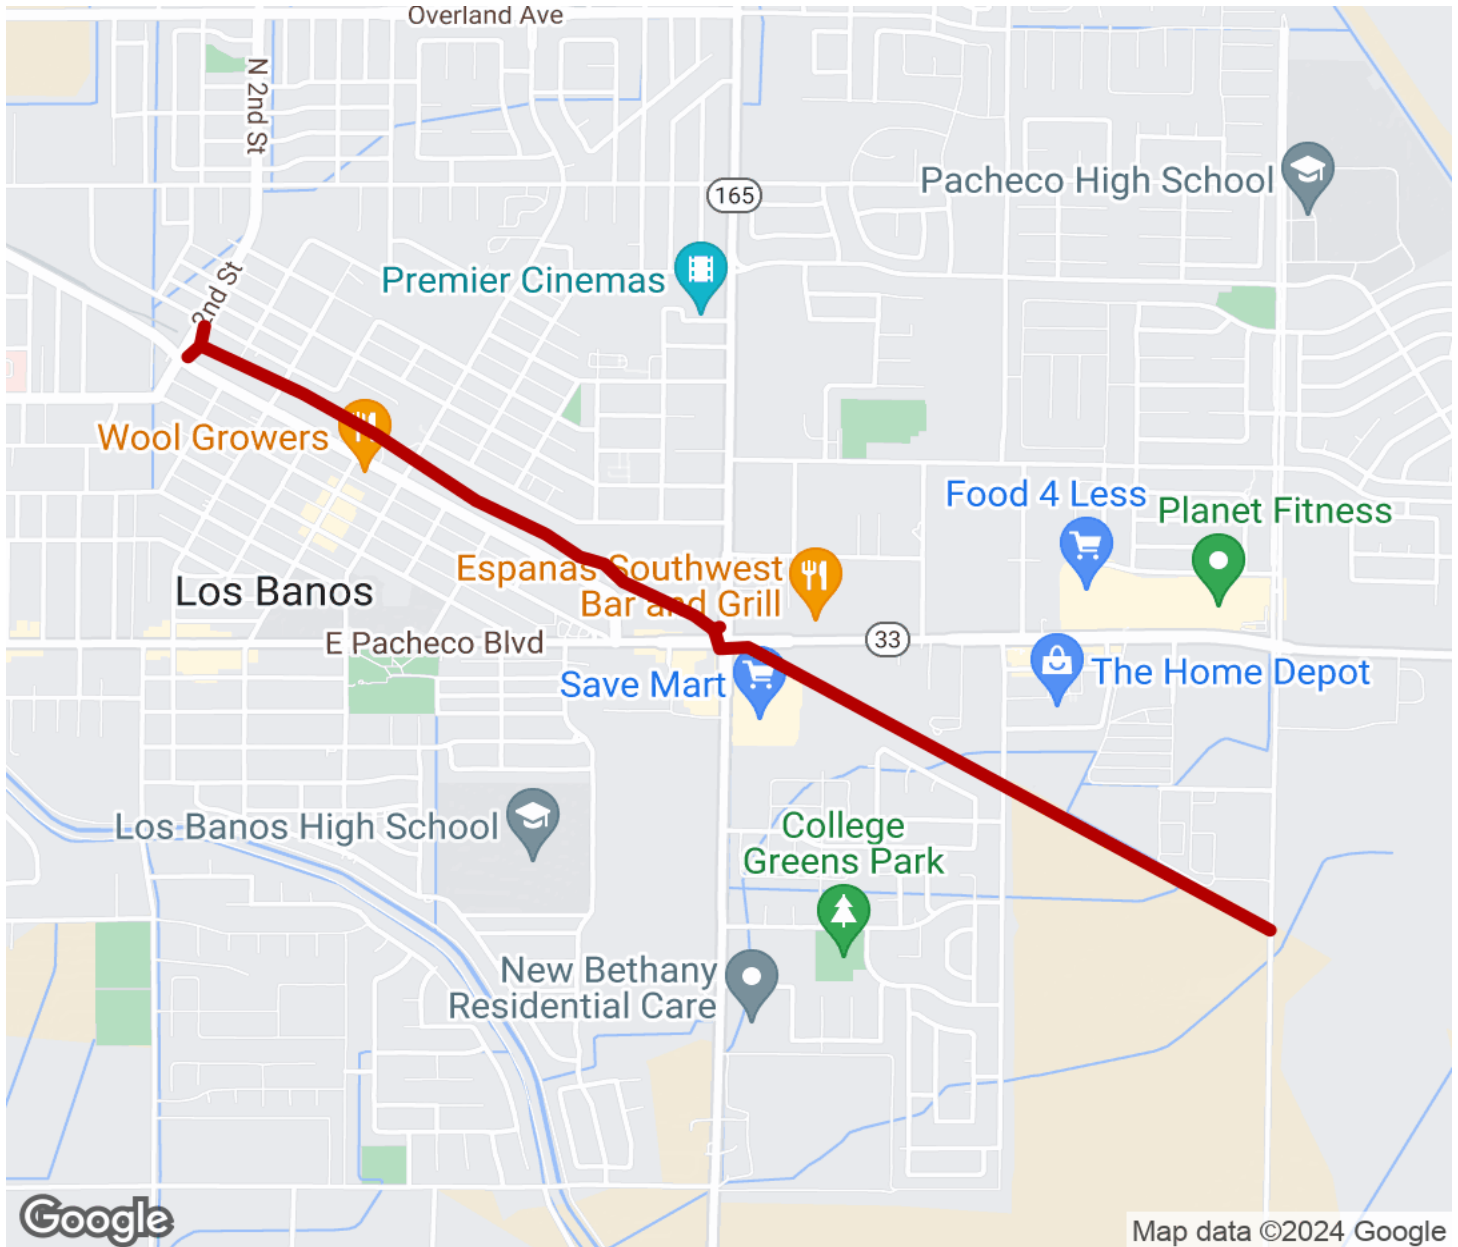 Overland Ave
N 2nd St
165
Pacheco High School
Premier Cinemas
2nd St
Wool Growers
Food 4 Less
Planet Fitness
Espanas Southwest
Bar and Grill
Los Banos
E Pacheco Blvd
33
Save Mart
The Home Depot
Los Banos High School
College
Greens Park
New Bethany
Residential Care
Google
Map data ©2024 Google